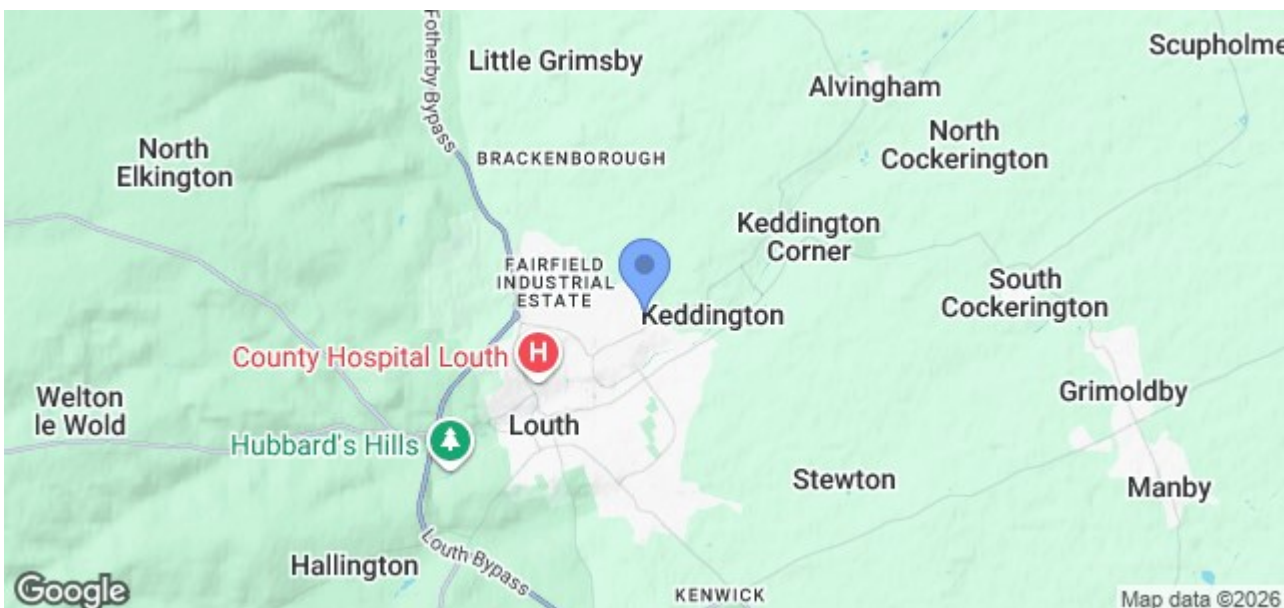 Fotherby Bypass
Little Grimsby
Scupholme
Alvingham
North
Cockerington
North
Elkington
BRACKENBOROUGH
Keddington
Corner
FAIRFIELD
INDUSTRIAL
ESTATE
South
Cockerington
Keddington
County Hospital Louth
H
Welton
le Wold
Grimoldby
Louth
Hubbard's Hills
Stewton
Manby
Louth Bypass
Hallington
KENWICK
Google
Map data ©2026